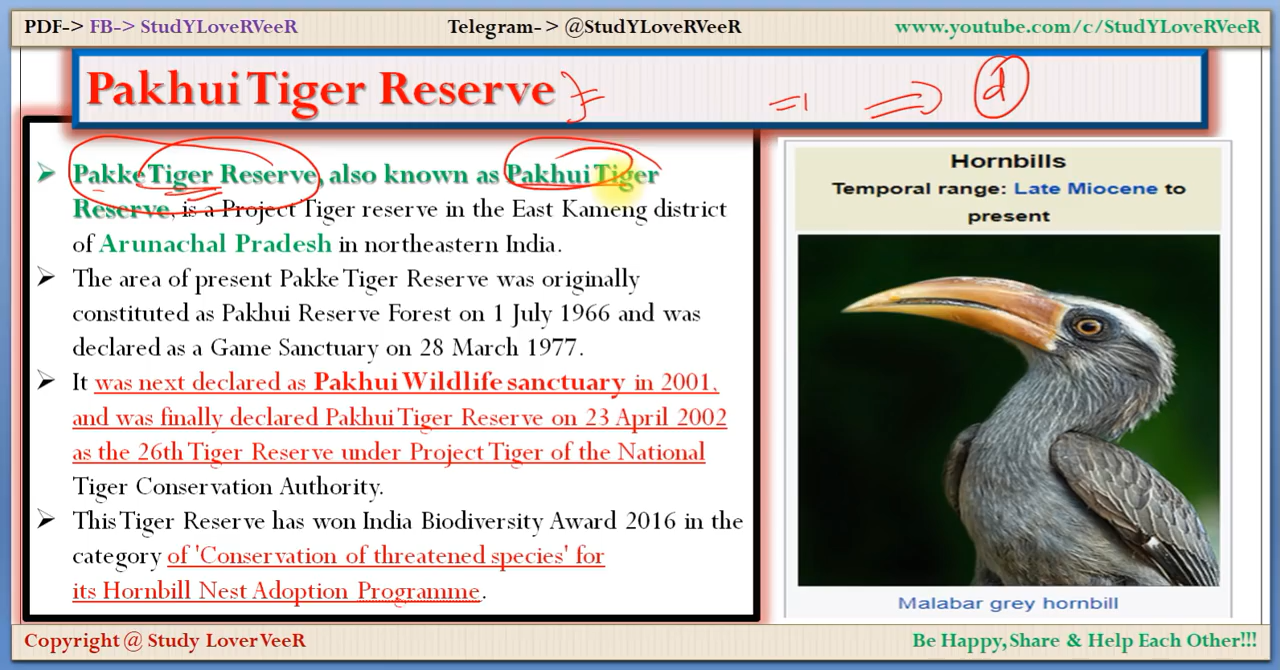 PDF-> FB-> StudYLoveRVeeR Telegram-> @StudYLoveRVeeR www.youtube.com/c/StudYLoveRVeeR
Pakhui Tiger Reserve =1 ⇒ d
➢ Pakke Tiger Reserve, also known as Pakhui Tiger
Reserve, is a Project Tiger reserve in the East Kameng district
of Arunachal Pradesh in northeastern India.
➢ The area of present Pakke Tiger Reserve was originally
constituted as Pakhui Reserve Forest on 1 July 1966 and was
declared as a Game Sanctuary on 28 March 1977.
➢ It was next declared as Pakhui Wildlife sanctuary in 2001,
and was finally declared Pakhui Tiger Reserve on 23 April 2002
as the 26th Tiger Reserve under Project Tiger of the National
Tiger Conservation Authority.
➢ This Tiger Reserve has won India Biodiversity Award 2016 in the
category of 'Conservation of threatened species' for
its Hornbill Nest Adoption Programme.
Hornbills
Temporal range: Late Miocene to
present
Malabar grey hornbill
Copyright @ Study LoverVeeR Be Happy, Share & Help Each Other!!!